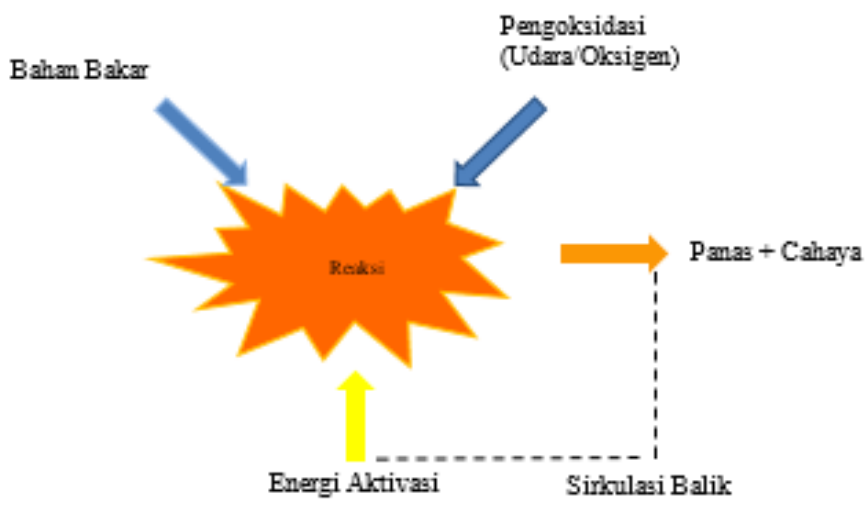 Pengoksidasi
(Udara/Oksigen)
Bahan Bakar
Reaksi
Panas + Cahaya
Energi Aktivasi
Sirkulasi Balik